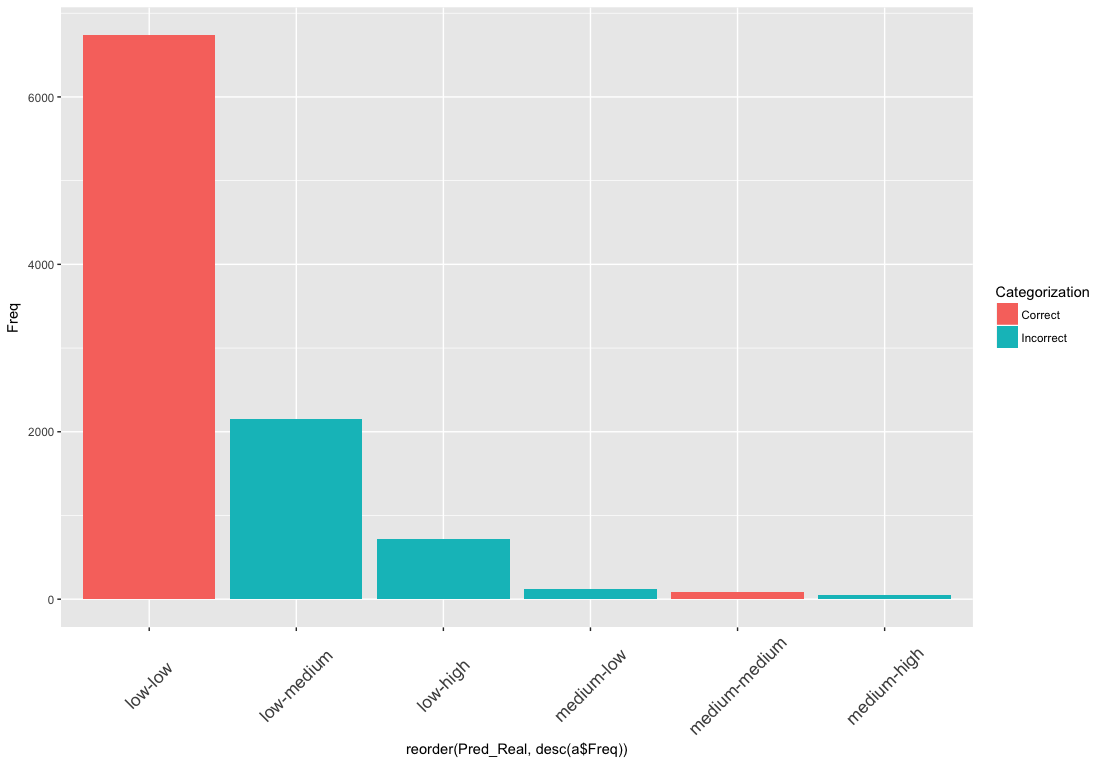 6000
4000
2000
0
Freq
low-low
low-medium
low-high
medium-low
medium-medium
medium-high
reorder(Pred_Real, desc(a$Freq))
Categorization
Correct
Incorrect